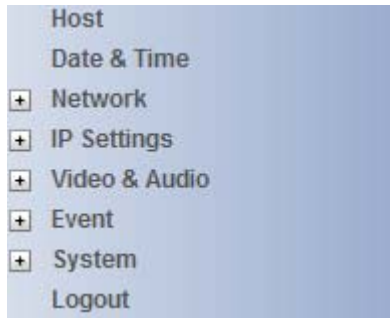 Host
Date & Time
Network
IP Settings
Video & Audio
Event
System
Logout